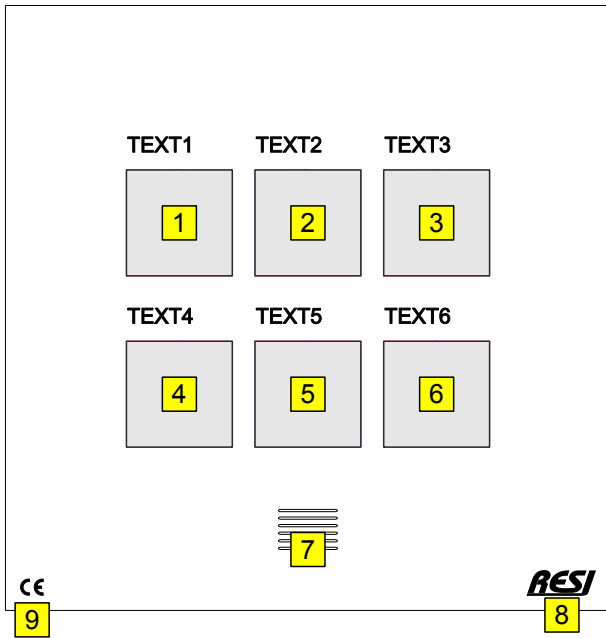 TEXT1 TEXT2 TEXT3
1 2 3
TEXT4 TEXT5 TEXT6
4 5 6
7
CE RESI
9 8